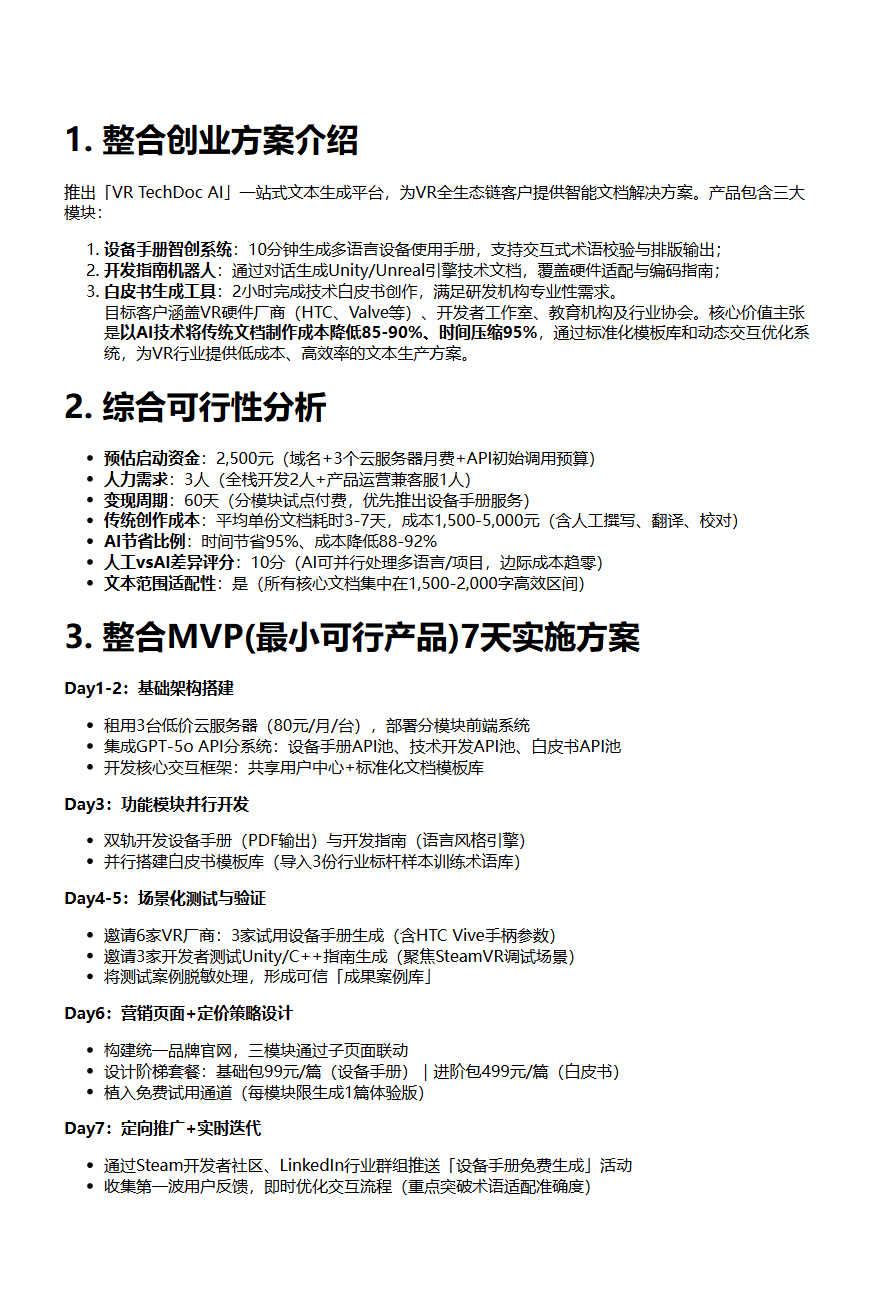 1. 整合创业方案介绍
推出「VR TechDoc AI」一站式文本生成平台，为VR全生态链客户提供智能文档解决方案。产品包含三大
模块：
1. 设备手册智创系统：10分钟生成多语言设备使用手册，支持交互式术语校验与排版输出；
2. 开发指南机器人：通过对话生成Unity/Unreal引擎技术文档，覆盖硬件适配与编码指南；
3. 白皮书生成工具：2小时完成技术白皮书创作，满足研发机构专业性需求。
目标客户涵盖VR硬件厂商（HTC、Valve等）、开发者工作室、教育机构及行业协会。核心价值主张
是以AI技术将传统文档制作成本降低85-90%、时间压缩95%，通过标准化模板库和动态交互优化系
统，为VR行业提供低成本、高效率的文本生产方案。
2. 综合可行性分析
• 预估启动资金：2,500元（域名+3个云服务器月费+API初始调用预算）
• 人力需求：3人（全栈开发2人+产品运营兼客服1人）
• 变现周期：60天（分模块试点付费，优先推出设备手册服务）
• 传统创作成本：平均单份文档耗时3-7天，成本1,500-5,000元（含人工撰写、翻译、校对）
• AI节省比例：时间节省95%、成本降低88-92%
• 人工vsAI差异评分：10分（AI可并行处理多语言/项目，边际成本趋零）
• 文本范围适配性：是（所有核心文档集中在1,500-2,000字高效区间）
3. 整合MVP(最小可行产品)7天实施方案
Day1-2：基础架构搭建
• 租用3台低价云服务器（80元/月/台），部署分模块前端系统
• 集成GPT-5o API分系统：设备手册API池、技术开发API池、白皮书API池
• 开发核心交互框架：共享用户中心+标准化文档模板库
Day3：功能模块并行开发
• 双轨开发设备手册（PDF输出）与开发指南（语言风格引擎）
• 并行搭建白皮书模板库（导入3份行业标杆样本训练术语库）
Day4-5：场景化测试与验证
• 邀请6家VR厂商：3家试用设备手册生成（含HTC Vive手柄参数）
• 邀请3家开发者测试Unity/C++指南生成（聚焦SteamVR调试场景）
• 将测试案例脱敏处理，形成可信「成果案例库」
Day6：营销页面+定价策略设计
• 构建统一品牌官网，三模块通过子页面联动
• 设计阶梯套餐：基础包99元/篇（设备手册）｜进阶包499元/篇（白皮书）
• 植入免费试用通道（每模块限生成1篇体验版）
Day7：定向推广+实时迭代
• 通过Steam开发者社区、LinkedIn行业群组推送「设备手册免费生成」活动
• 收集第一波用户反馈，即时优化交互流程（重点突破术语适配准确度）